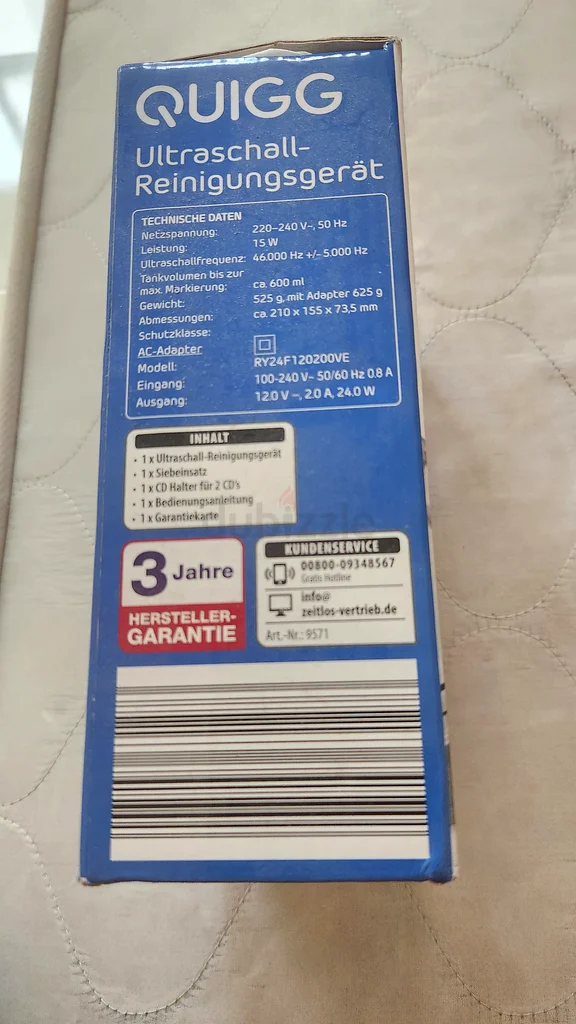 QUIGG
Ultraschall-
Reinigungsgerät
TECHNISCHE DATEN
Netzspannung: 220–240 V~, 50 Hz
Leistung: 15 W
Ultraschallfrequenz: 46.000 Hz +/- 5.000 Hz
Tankvolumen bis zur
max. Markierung: ca. 600 ml
Gewicht: 525 g, mit Adapter 625 g
Abmessungen: ca. 210 x 155 x 73,5 mm
Schutzklasse:
AC-Adapter
Modell: RY24F120200VE
Eingang: 100-240 V~ 50/60 Hz 0.8 A
Ausgang: 12.0 V ⎓, 2.0 A, 24.0 W
INHALT
• 1 x Ultraschall-Reinigungsgerät
• 1 x Siebeinsatz
• 1 x CD Halter für 2 CD's
• 1 x Bedienungsanleitung
• 1 x Garantiekarte
dubizzle
3 Jahre
HERSTELLER-
GARANTIE
KUNDENSERVICE
00800-09348567
Gratis Hotline
info@
zeitlos-vertrieb.de
Art.-Nr.: 9571